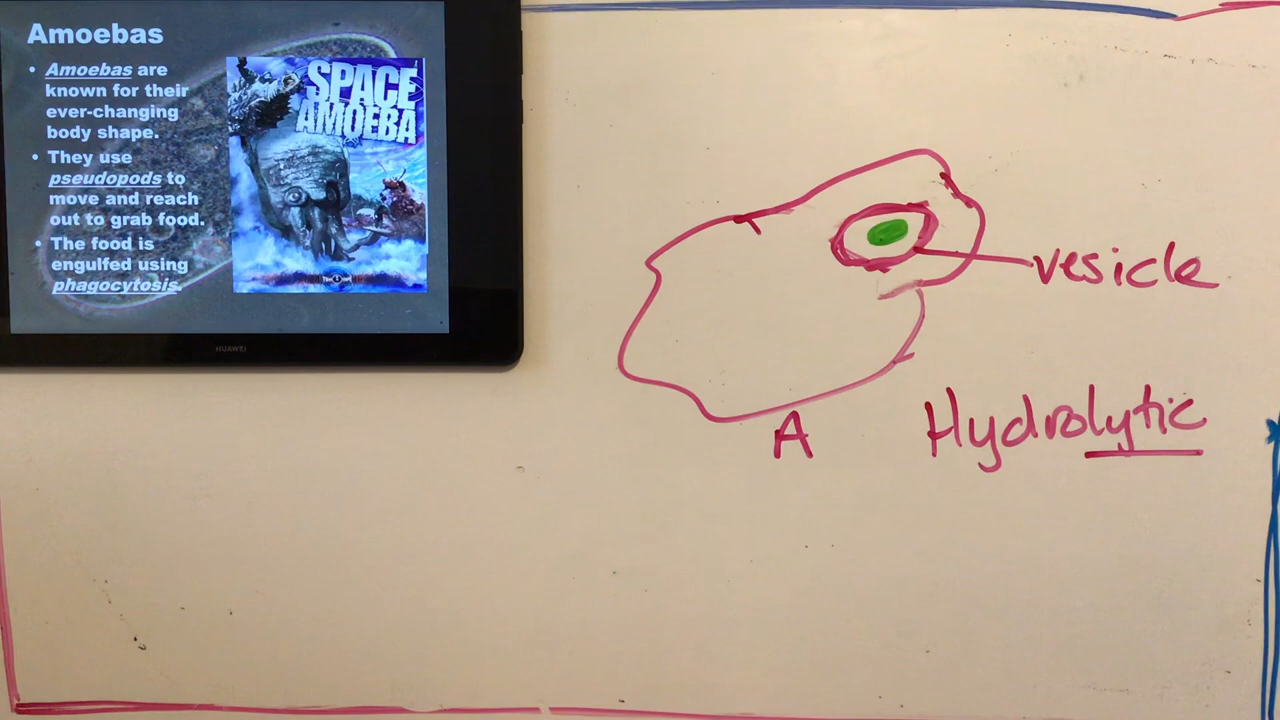 Amoebas
• Amoebas are
known for their
ever-changing
body shape.
• They use
pseudopods to
move and reach
out to grab food.
• The food is
engulfed using
phagocytosis.
SPACE
AMOEBA
HUAWEI
vesicle
A
Hydrolytic